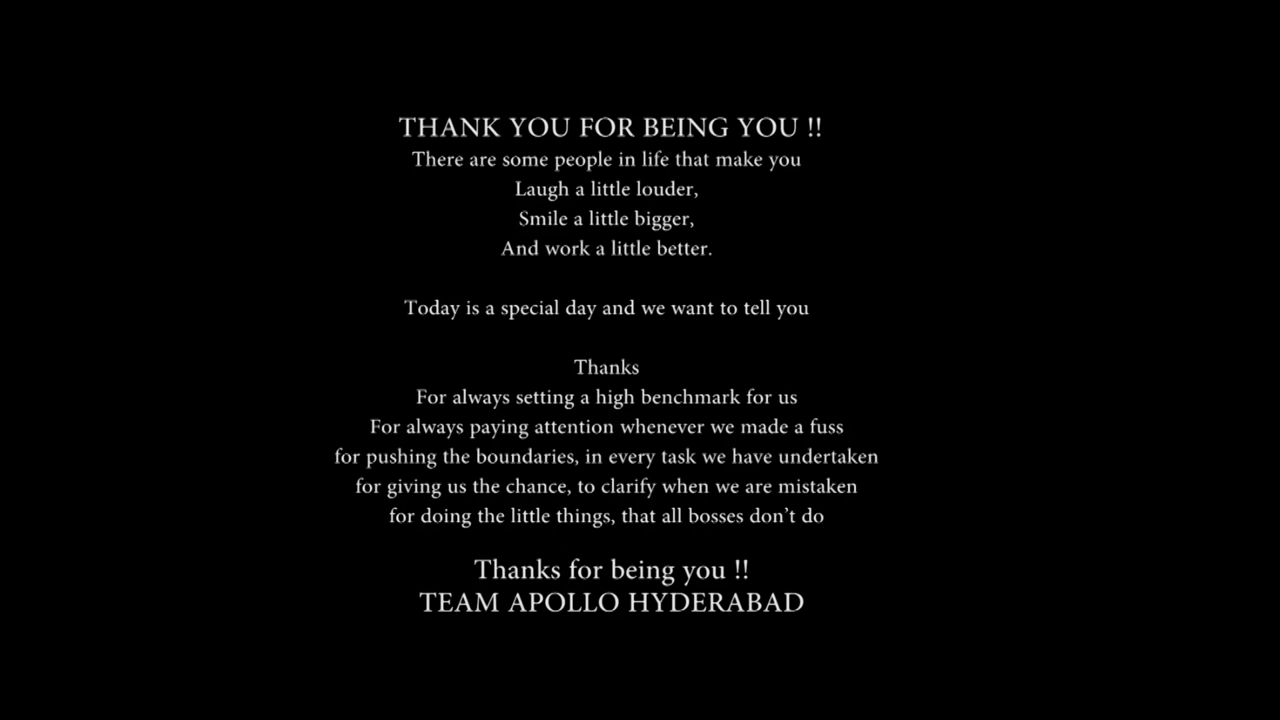 THANK YOU FOR BEING YOU !!
There are some people in life that make you
Laugh a little louder,
Smile a little bigger,
And work a little better.
Today is a special day and we want to tell you
Thanks
For always setting a high benchmark for us
For always paying attention whenever we made a fuss
for pushing the boundaries, in every task we have undertaken
for giving us the chance, to clarify when we are mistaken
for doing the little things, that all bosses don’t do
Thanks for being you !!
TEAM APOLLO HYDERABAD